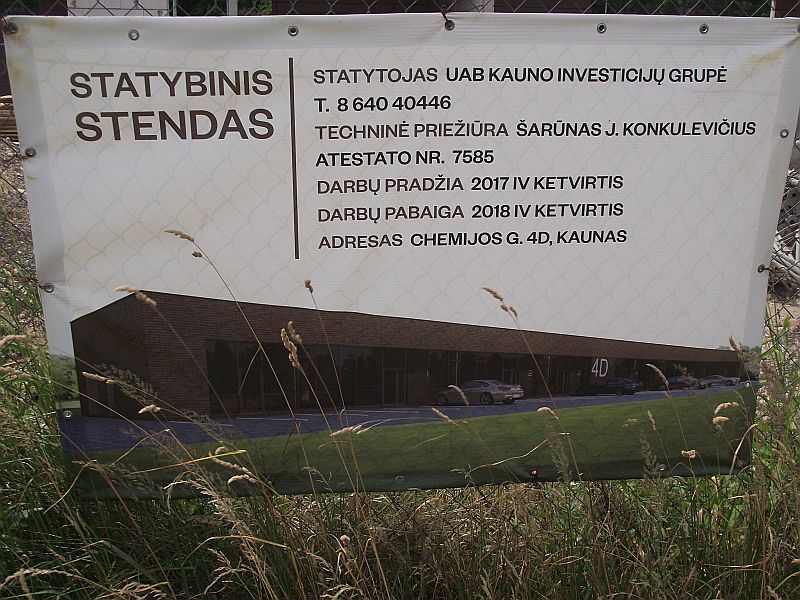 STATYBINIS
STENDAS
STATYTOJAS UAB KAUNO INVESTICIJŲ GRUPĖ
T. 8 640 40446
TECHNINĖ PRIEŽIŪRA ŠARŪNAS J. KONKULEVIČIUS
ATESTATO NR. 7585
DARBŲ PRADŽIA 2017 IV KETVIRTIS
DARBŲ PABAIGA 2018 IV KETVIRTIS
ADRESAS CHEMIJOS G. 4D, KAUNAS
4D